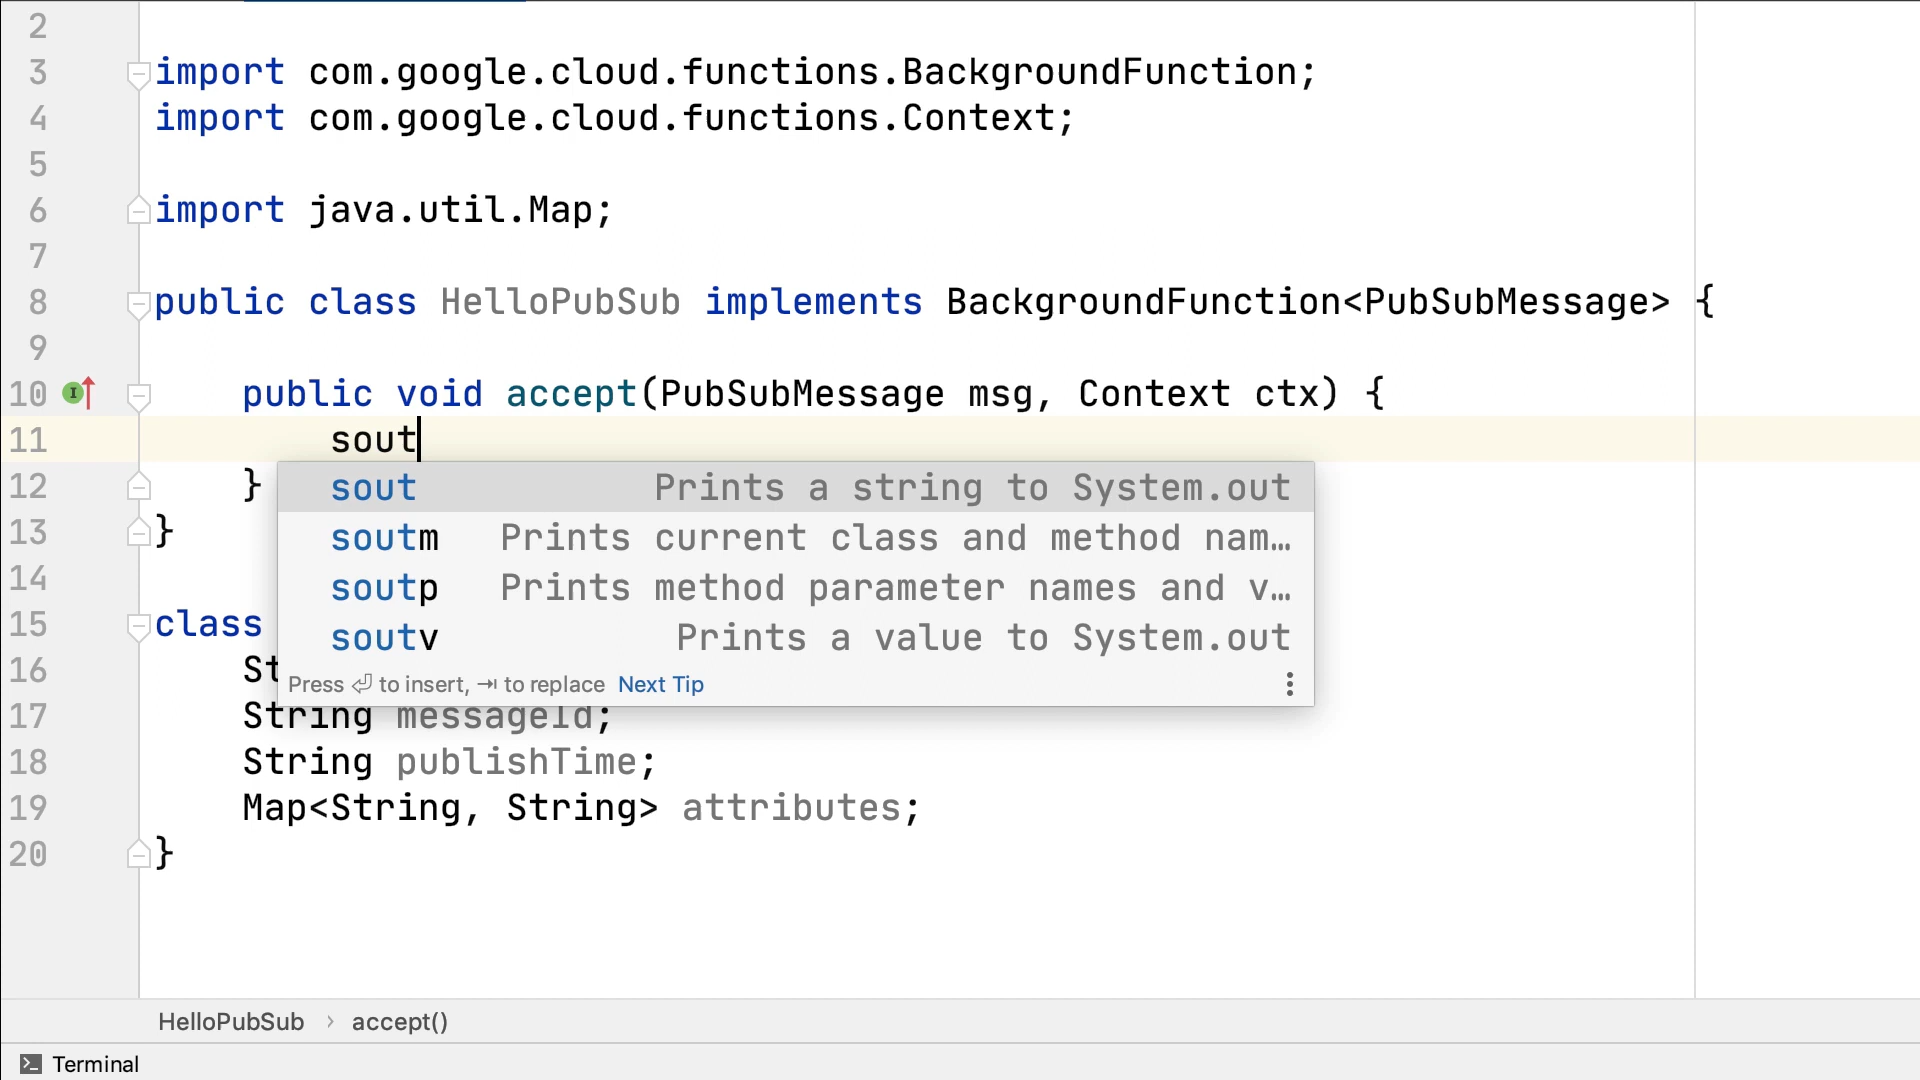 2
3 import com.google.cloud.functions.BackgroundFunction;
4 import com.google.cloud.functions.Context;
5
6 import java.util.Map;
7
8 public class HelloPubSub implements BackgroundFunction<PubSubMessage> {
9
10 public void accept(PubSubMessage msg, Context ctx) {
11 sout
12 }
sout Prints a string to System.out
13 }
soutm Prints current class and method nam…
14
soutp Prints method parameter names and v…
15 class
soutv Prints a value to System.out
16 St
Press ⏎ to insert, ⇥ to replace Next Tip
17 String messageId;
18 String publishTime;
19 Map<String, String> attributes;
20 }
HelloPubSub › accept()
Terminal